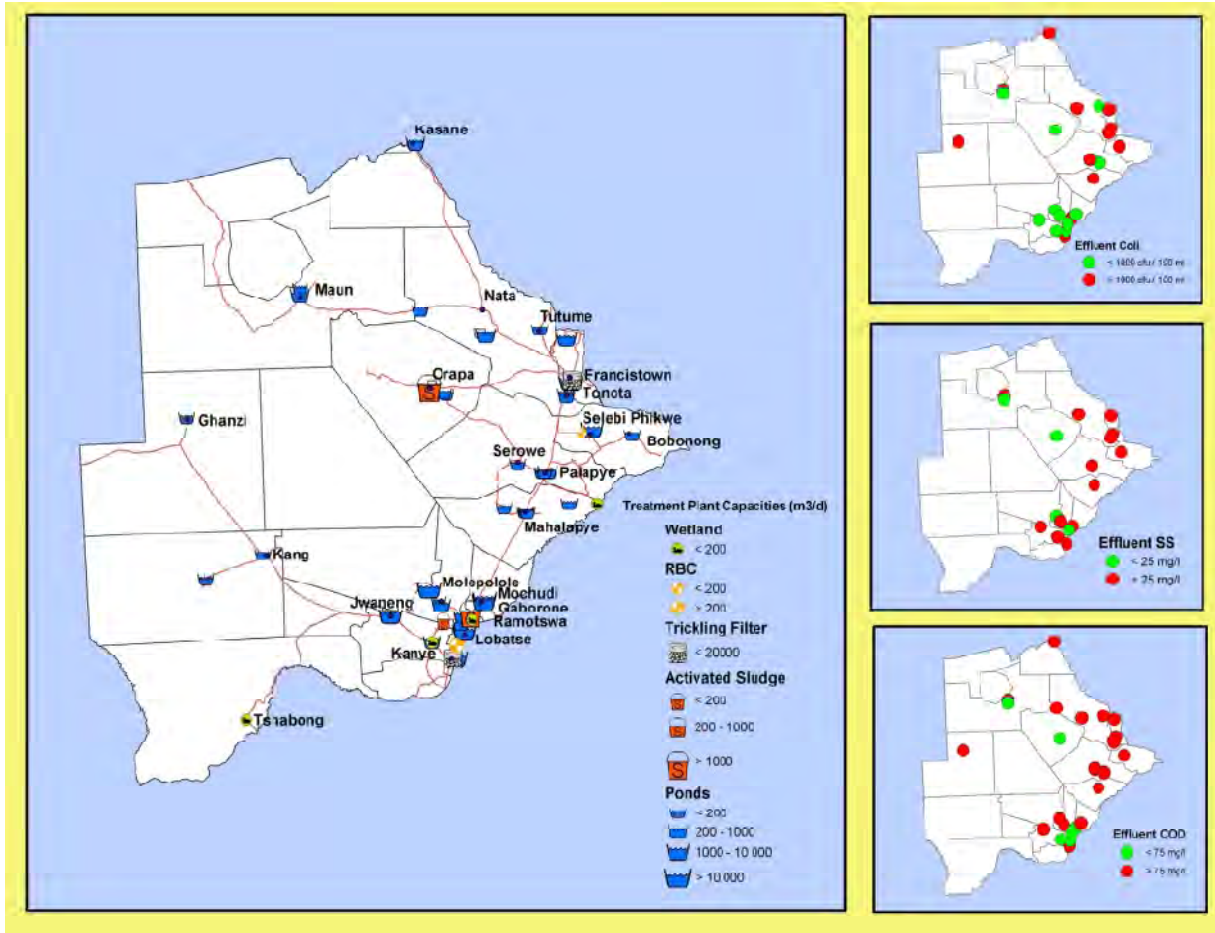 Kasane
Maun
Nata
Tutume
Orapa
Francistown
Tonota
Ghanzi
Selebi Phikwe
Bobonong
Serowe
Palapye
Mahalapye
Kang
Molepolole
Mochudi
Jwaneng
Gaborone
Ramotswa
Lobatse
Kanye
Tshabong
Treatment Plant Capacities (m3/d)
Wetland
< 200
RBC
< 200
> 200
Trickling Filter
< 20000
Activated Sludge
< 200
200 - 1000
> 1000
Ponds
< 200
200 - 1000
1000 - 10 000
> 10 000
Effluent Coli
Effluent SS
< 25 mg/l
> 25 mg/l
Effluent COD
< 75 mg/l
> 75 mg/l